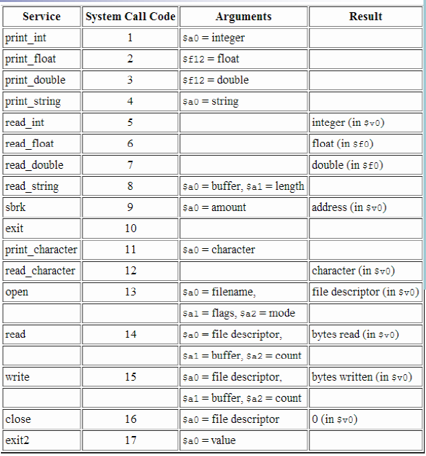 Service System Call Code Arguments Result
print_int 1 $a0 = integer
print_float 2 $f12 = float
print_double 3 $f12 = double
print_string 4 $a0 = string
read_int 5 integer (in $v0)
read_float 6 float (in $f0)
read_double 7 double (in $f0)
read_string 8 $a0 = buffer, $a1 = length
sbrk 9 $a0 = amount address (in $v0)
exit 10
print_character 11 $a0 = character
read_character 12 character (in $v0)
open 13 $a0 = filename, file descriptor (in $v0)
$a1 = flags, $a2 = mode
read 14 $a0 = file descriptor, bytes read (in $v0)
$a1 = buffer, $a2 = count
write 15 $a0 = file descriptor, bytes written (in $v0)
$a1 = buffer, $a2 = count
close 16 $a0 = file descriptor 0 (in $v0)
exit2 17 $a0 = value